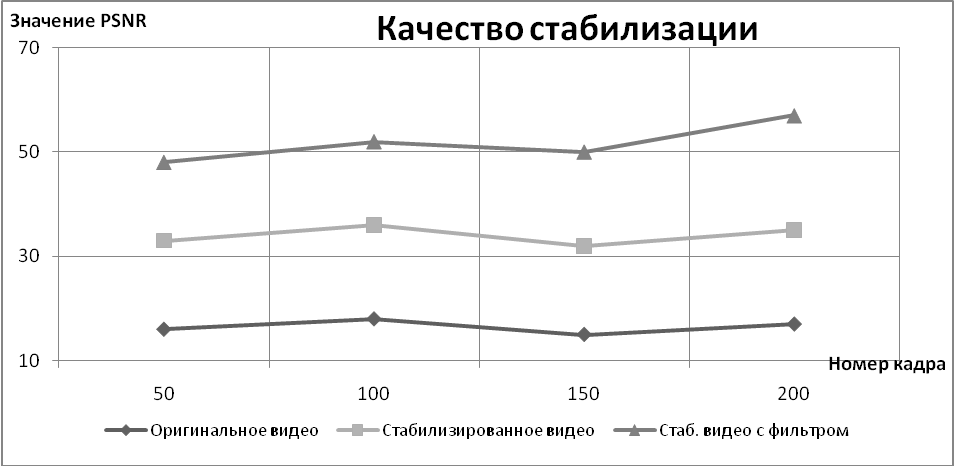 Значение PSNR
Качество стабилизации
70
50
30
10
Номер кадра
50 100 150 200
Оригинальное видео Стабилизированное видео Стаб. видео с фильтром